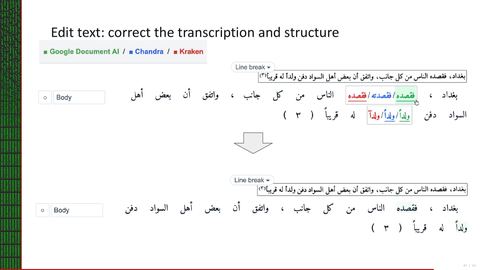 Edit text: correct the transcription and structure
Google Document AI / Chandra / Kraken
Line break
بغداد، فقصده الناس من كل جانب، واتفق أن بعض أهل السواد دفن ولداً له قريباً(٣)
Body
بغداد ، فقصده/فقصدته/فقصده الناس من كل جانب ، واتفق أن بعض أهل
السواد دفن ولداً/ولداً/ولدآ له قريباً ( ٣ )
Line break
بغداد، فقصده الناس من كل جانب، واتفق أن بعض أهل السواد دفن ولداً له قريباً(٣)
Body
بغداد ، فقصده الناس من كل جانب ، واتفق أن بعض أهل السواد دفن
ولداً له قريباً ( ٣ )